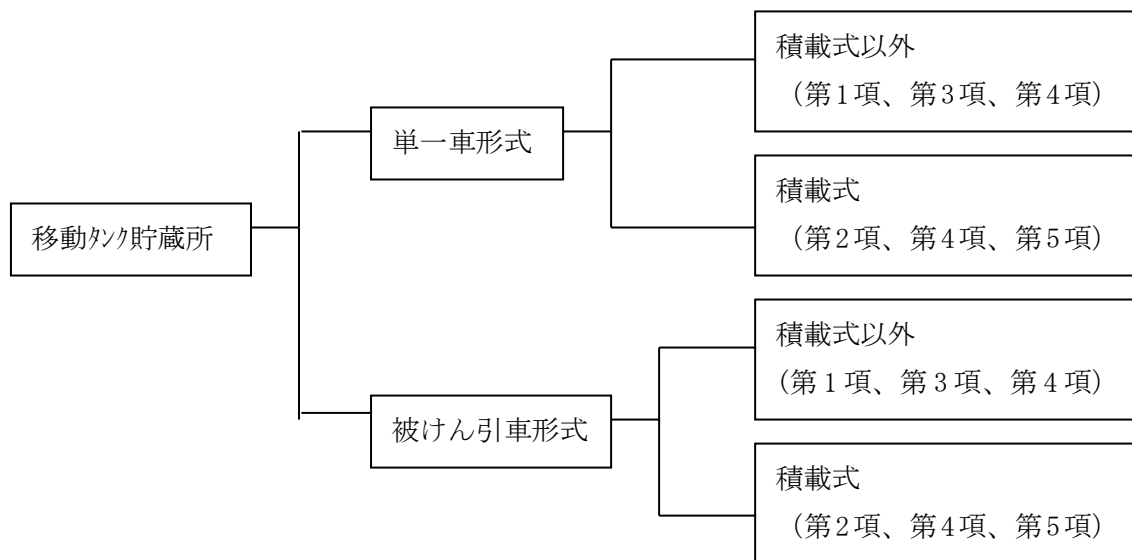 移動ﾀﾝｸ貯蔵所
単一車形式
積載式以外
(第1項、第3項、第4項)
積載式
(第2項、第4項、第5項)
被けん引車形式
積載式以外
(第１項、第３項、第４項)
積載式
(第2項、第4項、第5項)